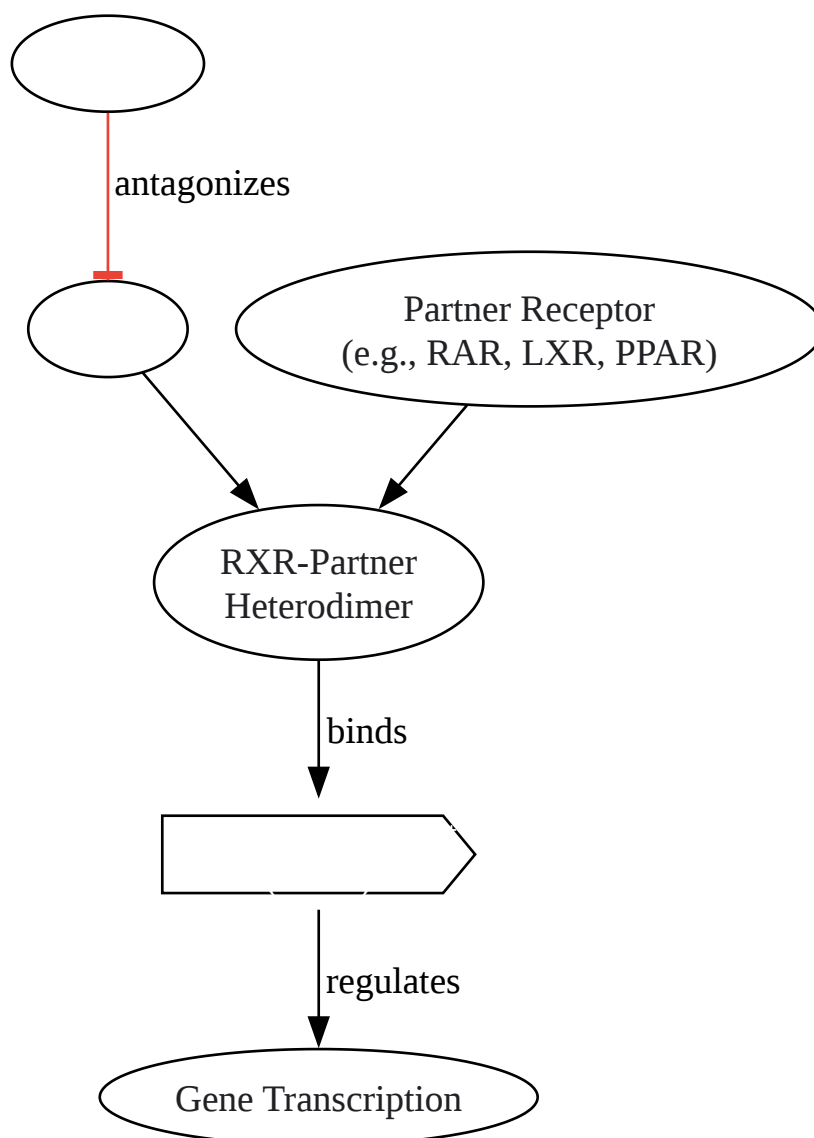 antagonizes
Partner Receptor
(e.g., RAR, LXR, PPAR)
RXR-Partner
Heterodimer
binds
regulates
Gene Transcription